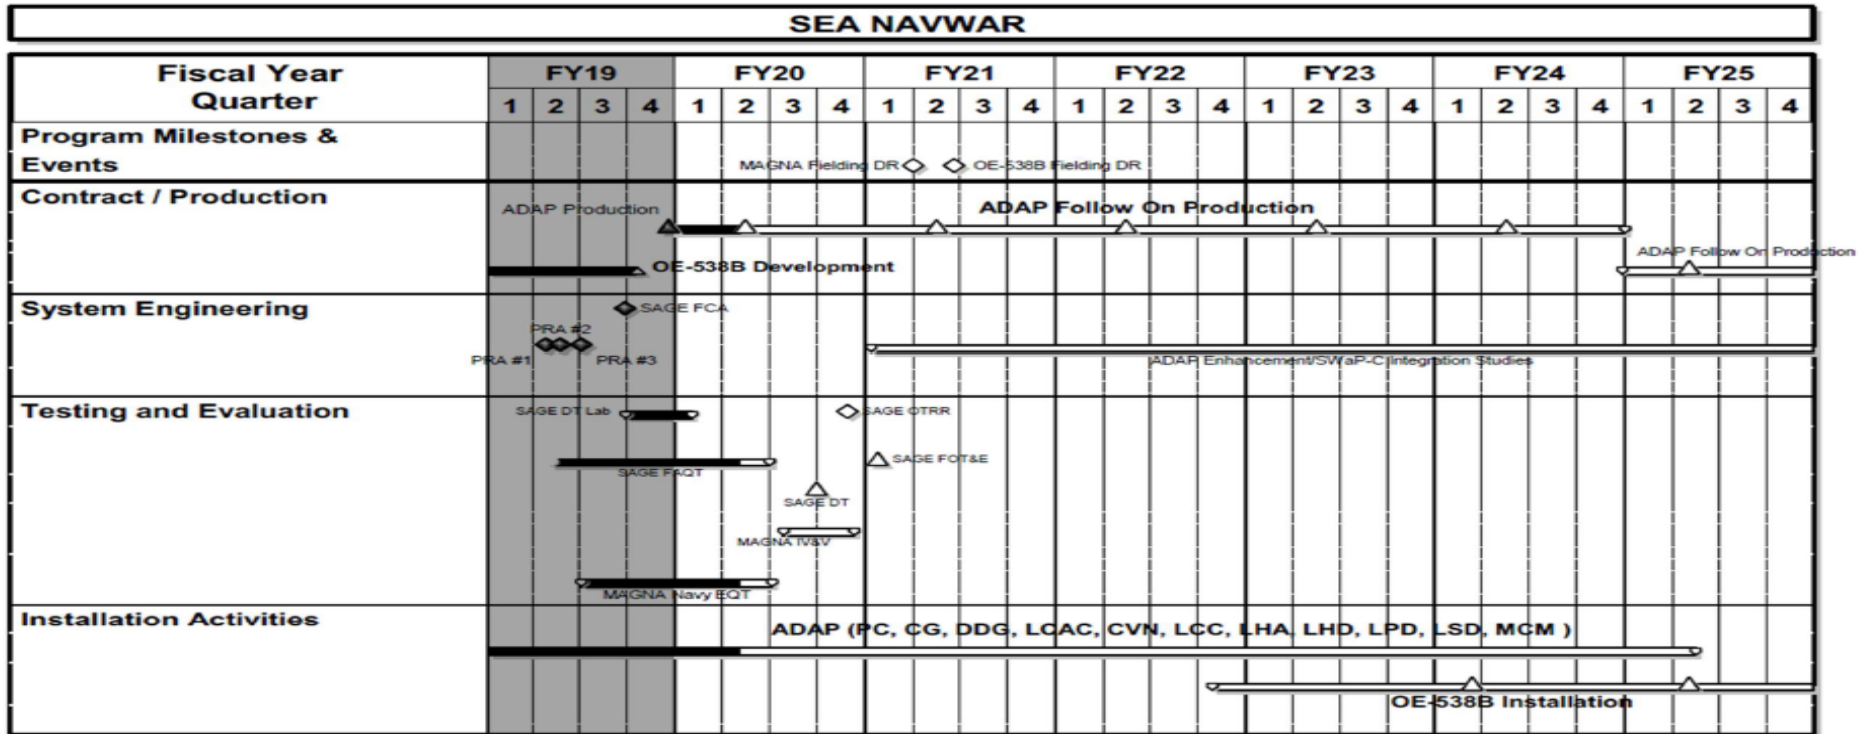 SEA NAVWAR
Fiscal Year FY19 FY20 FY21 FY22 FY23 FY24 FY25
Quarter 1 2 3 4 1 2 3 4 1 2 3 4 1 2 3 4 1 2 3 4 1 2 3 4 1 2 3 4
Program Milestones &
Events
MAGNA Fielding DR OE-538B Fielding DR
Contract / Production
ADAP Production ADAP Follow On Production
ADAP Follow On Production
OE-538B Development
System Engineering
SAGE FCA
PRA #2
PRA #1 PRA #3
ADAP Enhancement/SWaP-C Integration Studies
Testing and Evaluation
SAGE DT Lab SAGE OTRR
SAGE FOT&E
SAGE FAQT
SAGE DT
MAGNA IV&V
MAGNA Navy EQT
Installation Activities
ADAP (PC, CG, DDG, LCAC, CVN, LCC, LHA, LHD, LPD, LSD, MCM )
OE-538B Installation